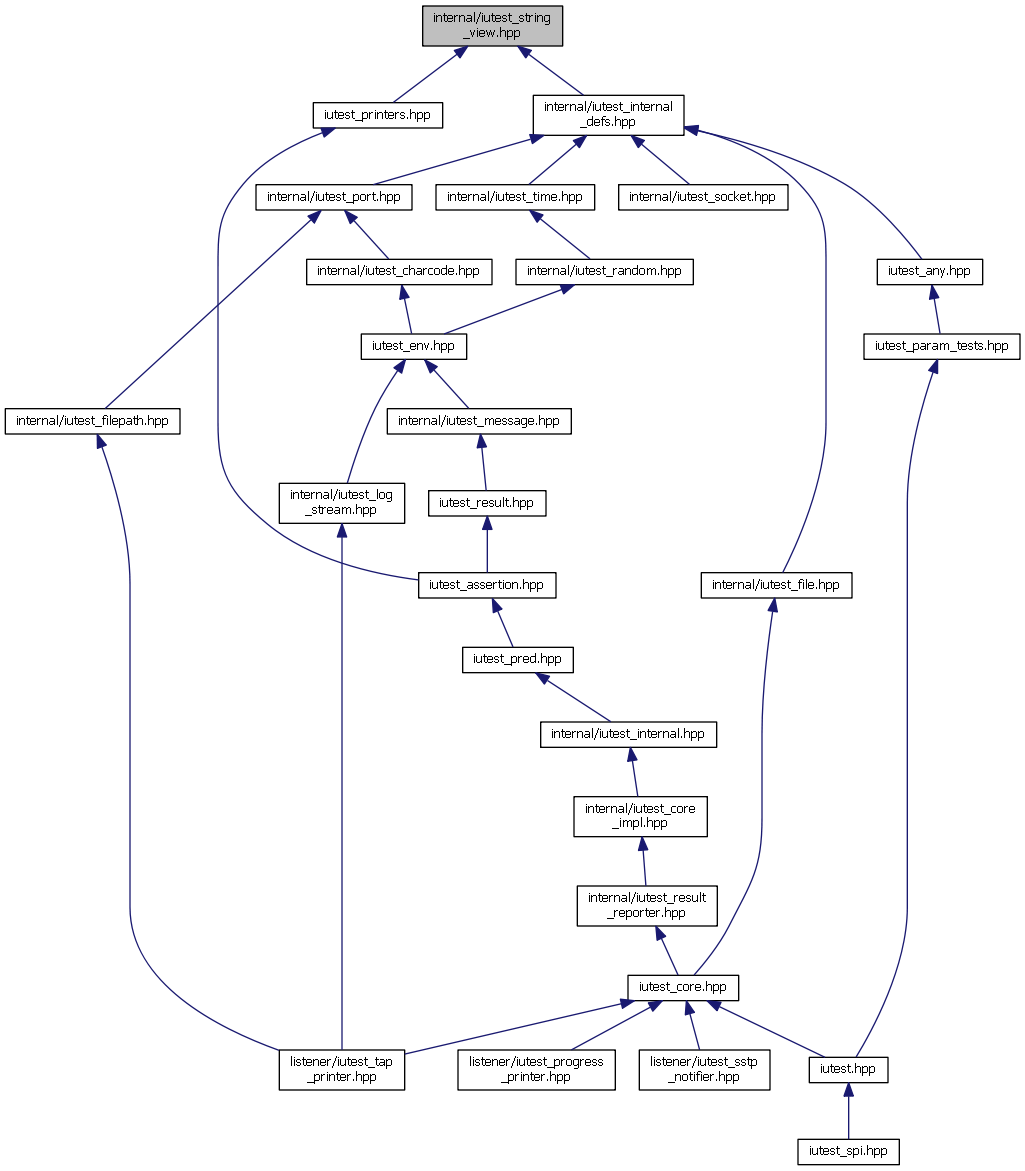 internal/iutest_string
_view.hpp
iutest_printers.hpp
internal/iutest_internal
_defs.hpp
internal/iutest_port.hpp
internal/iutest_time.hpp
internal/iutest_socket.hpp
internal/iutest_charcode.hpp
internal/iutest_random.hpp
iutest_any.hpp
iutest_env.hpp
iutest_param_tests.hpp
internal/iutest_filepath.hpp
internal/iutest_message.hpp
internal/iutest_log
_stream.hpp
iutest_result.hpp
iutest_assertion.hpp
internal/iutest_file.hpp
iutest_pred.hpp
internal/iutest_internal.hpp
internal/iutest_core
_impl.hpp
internal/iutest_result
_reporter.hpp
iutest_core.hpp
listener/iutest_tap
_printer.hpp
listener/iutest_progress
_printer.hpp
listener/iutest_sstp
_notifier.hpp
iutest.hpp
iutest_spi.hpp